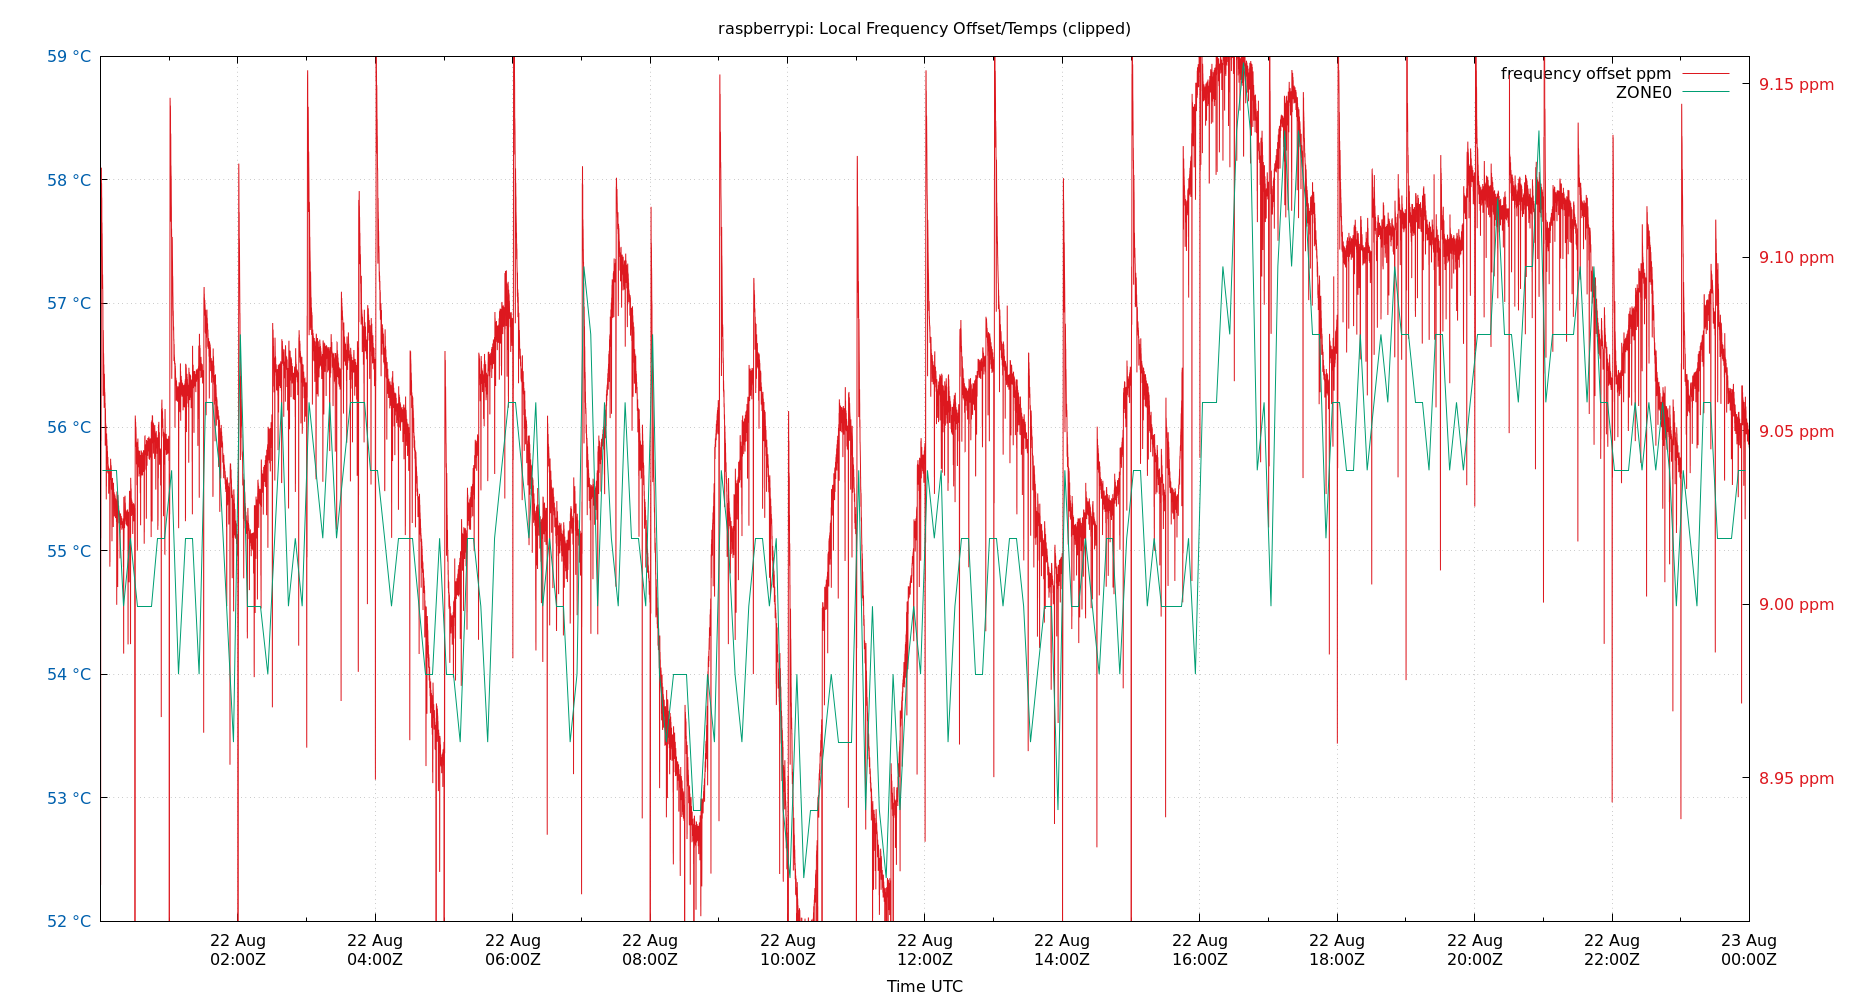 raspberrypi: Local Frequency Offset/Temps (clipped)
59 °C
58 °C
57 °C
56 °C
55 °C
54 °C
53 °C
52 °C
frequency offset ppm
ZONE0
9.15 ppm
9.10 ppm
9.05 ppm
9.00 ppm
8.95 ppm
22 Aug
02:00Z
22 Aug
04:00Z
22 Aug
06:00Z
22 Aug
08:00Z
22 Aug
10:00Z
22 Aug
12:00Z
22 Aug
14:00Z
22 Aug
16:00Z
22 Aug
18:00Z
22 Aug
20:00Z
22 Aug
22:00Z
23 Aug
00:00Z
Time UTC